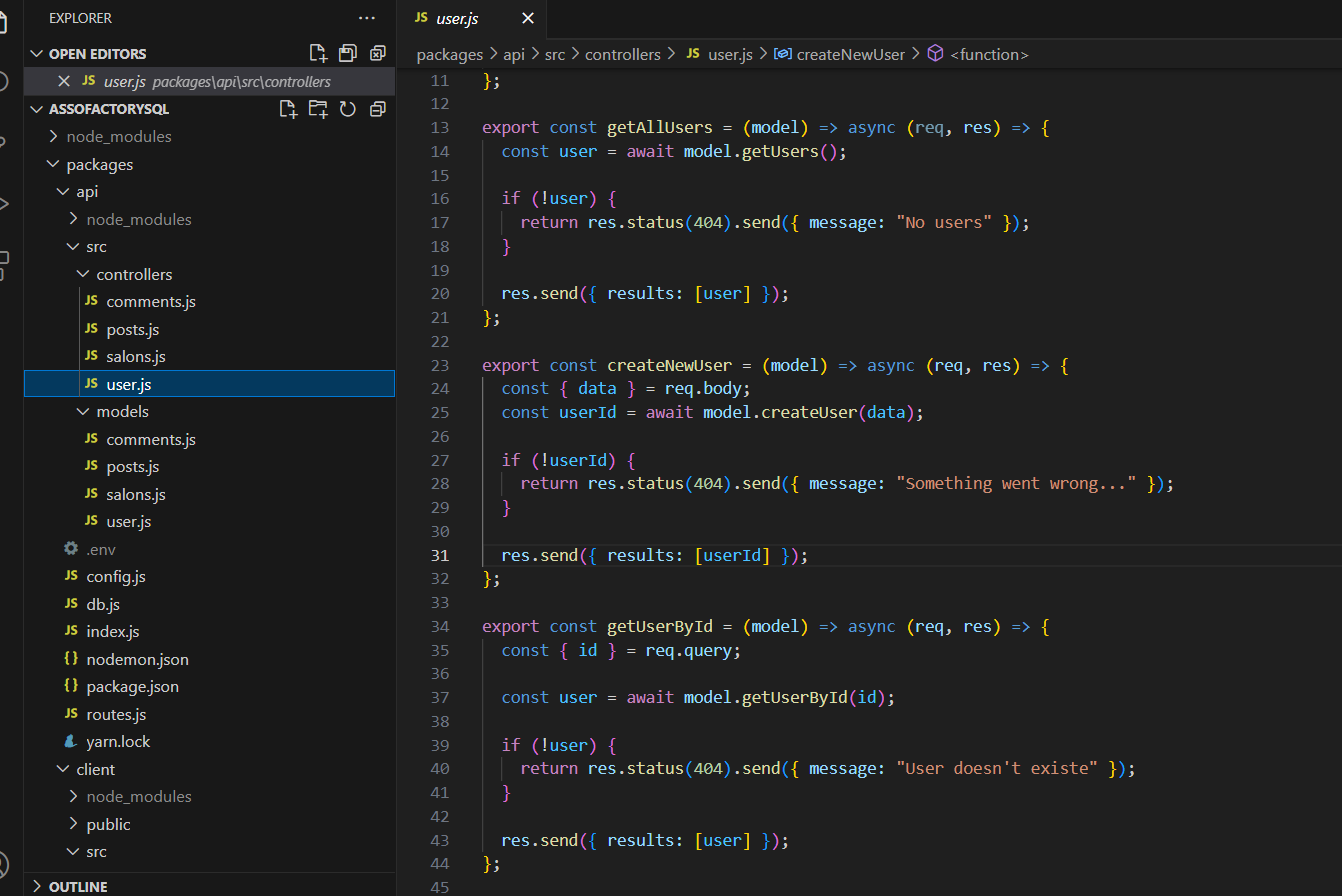 EXPLORER
OPEN EDITORS
JS user.js packages\api\src\controllers
ASSOFACTORYSQL
node_modules
packages
api
node_modules
src
controllers
JS comments.js
JS posts.js
JS salons.js
JS user.js
models
JS comments.js
JS posts.js
JS salons.js
JS user.js
.env
JS config.js
JS db.js
JS index.js
{} nodemon.json
{} package.json
JS routes.js
yarn.lock
client
node_modules
public
src
OUTLINE
JS user.js
packages > api > src > controllers > JS user.js > createNewUser > <function>
11 };
12
13 export const getAllUsers = (model) => async (req, res) => {
14 const user = await model.getUsers();
15
16 if (!user) {
17 return res.status(404).send({ message: "No users" });
18 }
19
20 res.send({ results: [user] });
21 };
22
23 export const createNewUser = (model) => async (req, res) => {
24 const { data } = req.body;
25 const userId = await model.createUser(data);
26
27 if (!userId) {
28 return res.status(404).send({ message: "Something went wrong..." });
29 }
30
31 res.send({ results: [userId] });
32 };
33
34 export const getUserById = (model) => async (req, res) => {
35 const { id } = req.query;
36
37 const user = await model.getUserById(id);
38
39 if (!user) {
40 return res.status(404).send({ message: "User doesn't existe" });
41 }
42
43 res.send({ results: [user] });
44 };
45